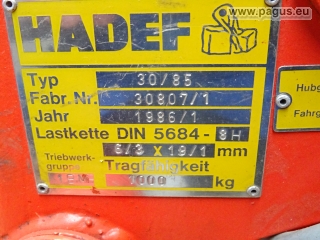 © www.pagus.eu
HADEF
Typ 30/85
Fabr.Nr. 30807/1
Jahr 1986/1
Lastkette DIN 5684 - 8H
6/3 x 19/1 mm
Triebwerk-
gruppe
Tragfähigkeit
kg
Hubg
Fahrg